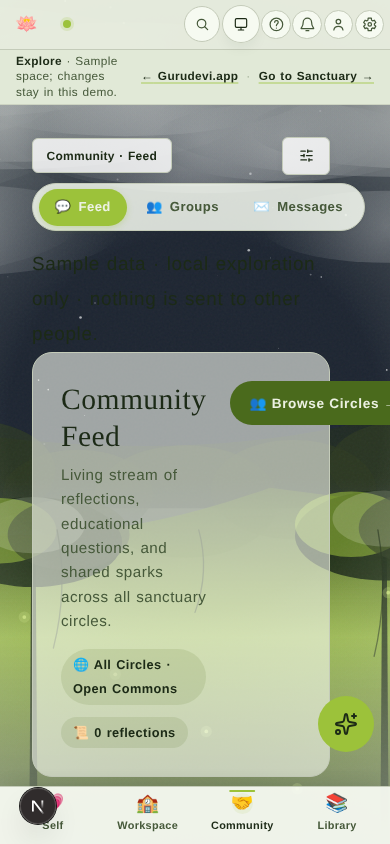 Explore · Sample
space; changes
stay in this demo.
← Gurudevi.app · Go to Sanctuary →
Community · Feed
💬 Feed 👥 Groups ✉️ Messages
Sample data · local exploration
only · nothing is sent to other
people.
Community
Feed
👥 Browse Circles
Living stream of
reflections,
educational
questions, and
shared sparks
across all sanctuary
circles.
🌐 All Circles ·
Open Commons
📜 0 reflections
N
Self Workspace Community Library